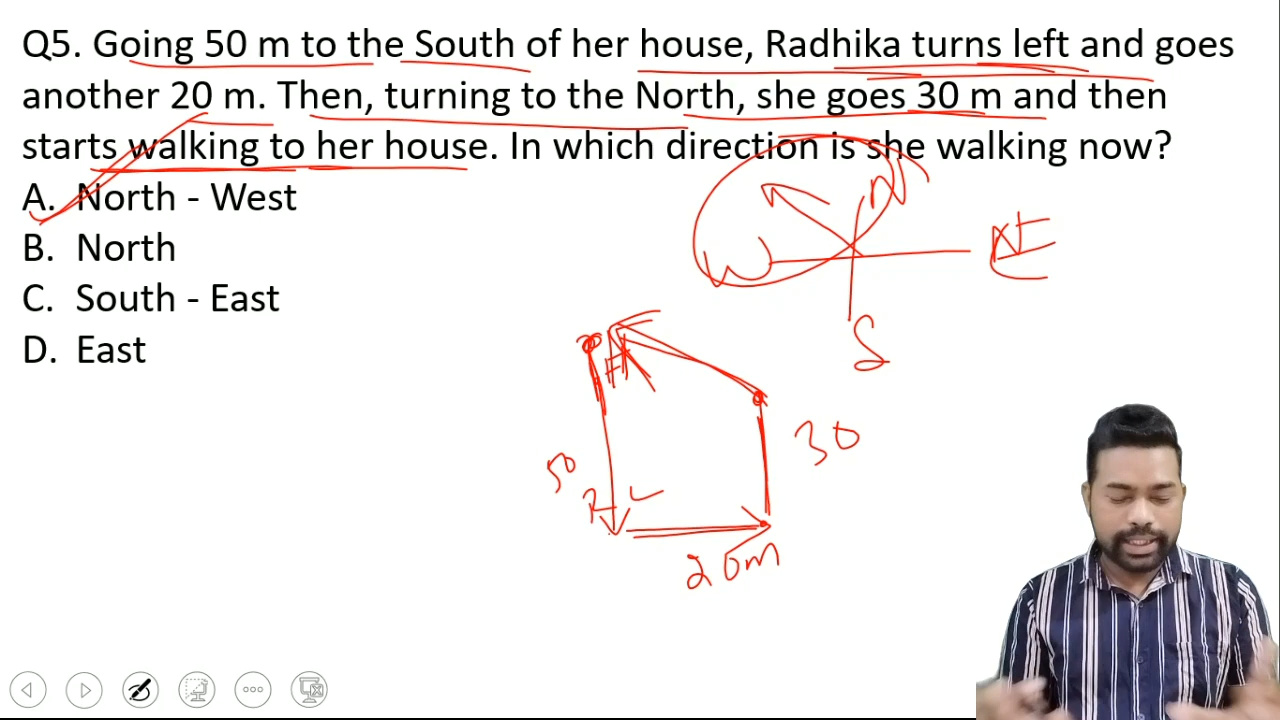 Q5. Going 50 m to the South of her house, Radhika turns left and goes
another 20 m. Then, turning to the North, she goes 30 m and then
starts walking to her house. In which direction is she walking now?
A. North - West
B. North
C. South - East
D. East
N
W
E
S
50
R L
30
20m